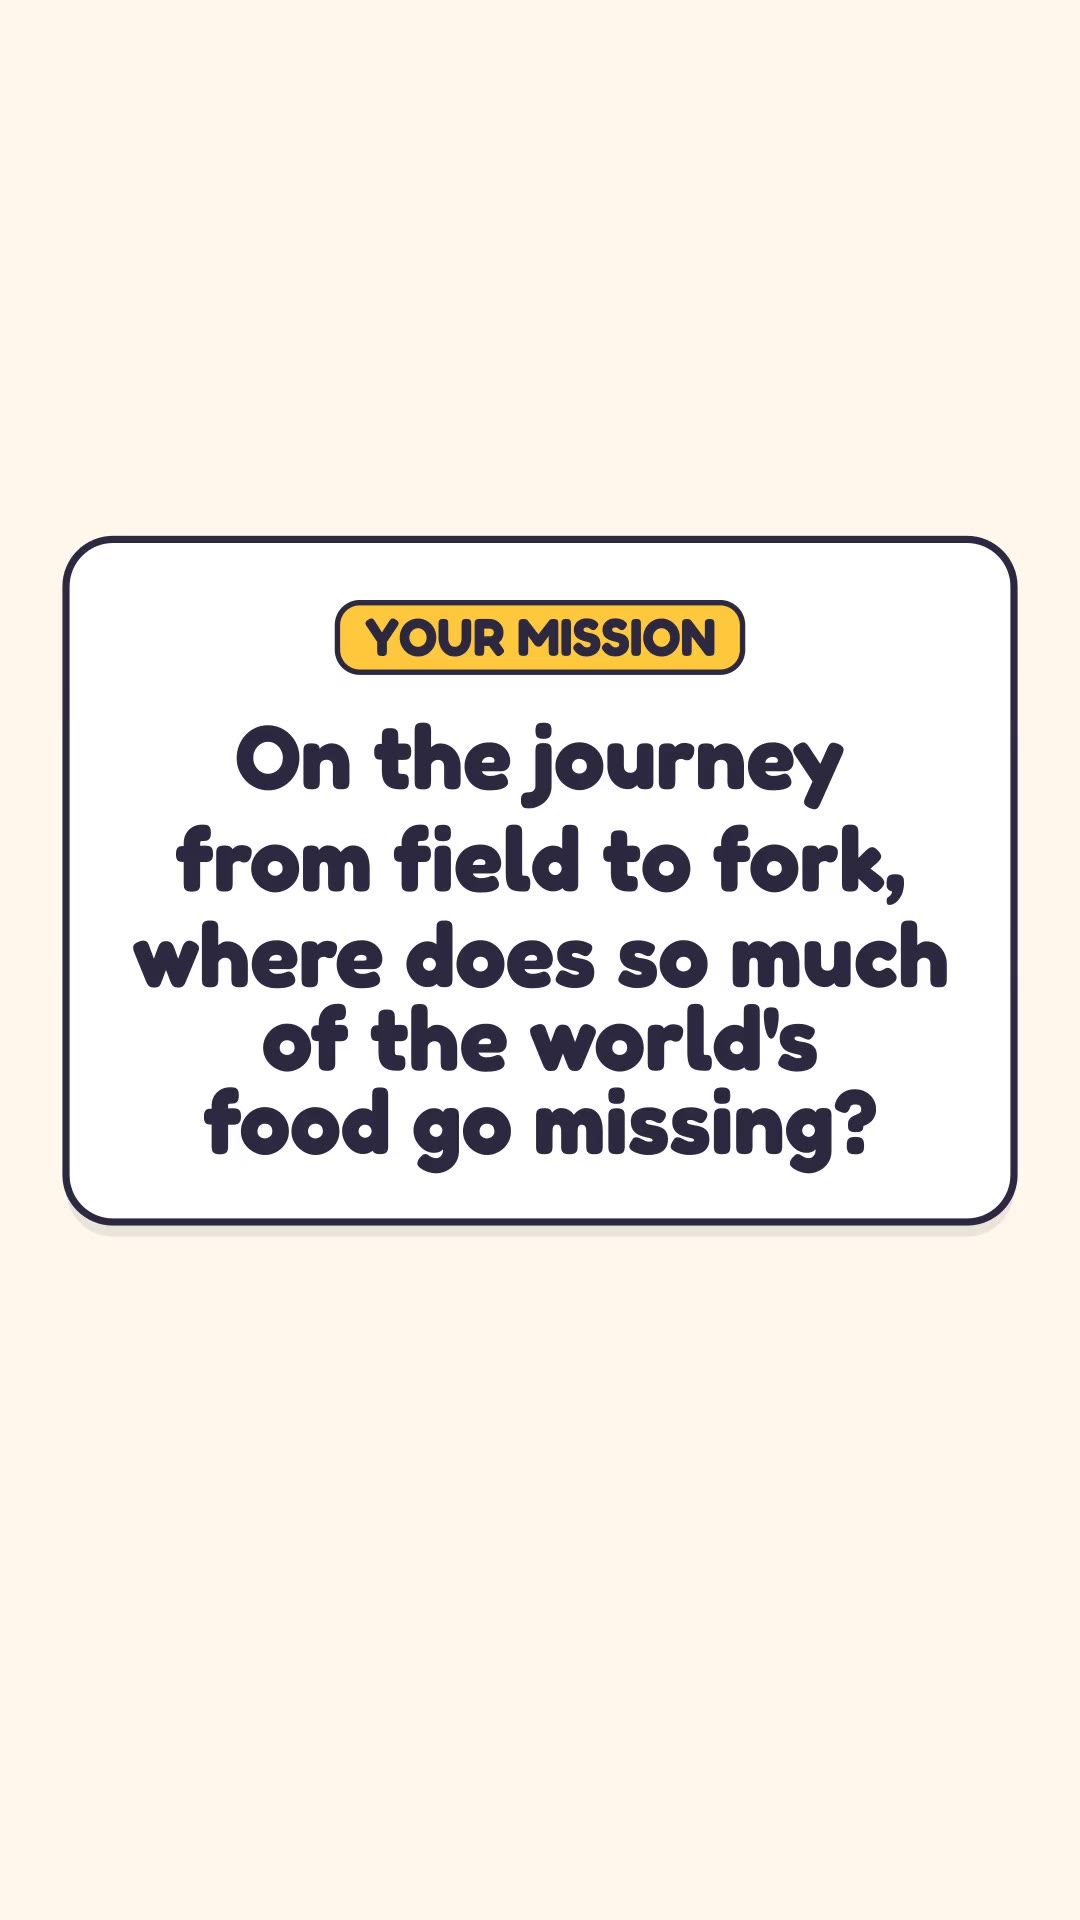 YOUR MISSION
On the journey
from field to fork,
where does so much
of the world's
food go missing?